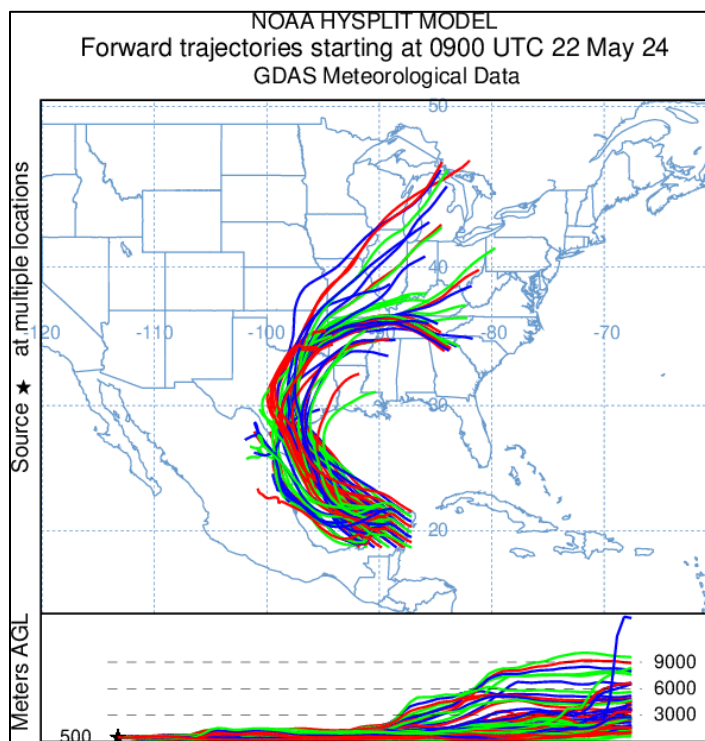 NOAA HYSPLIT MODEL
Forward trajectories starting at 0900 UTC 22 May 24
GDAS Meteorological Data
Source ★ at multiple locations
50
40
-120
-110
-100
-90
-80
-70
30
20
Meters AGL
9000
6000
3000
500